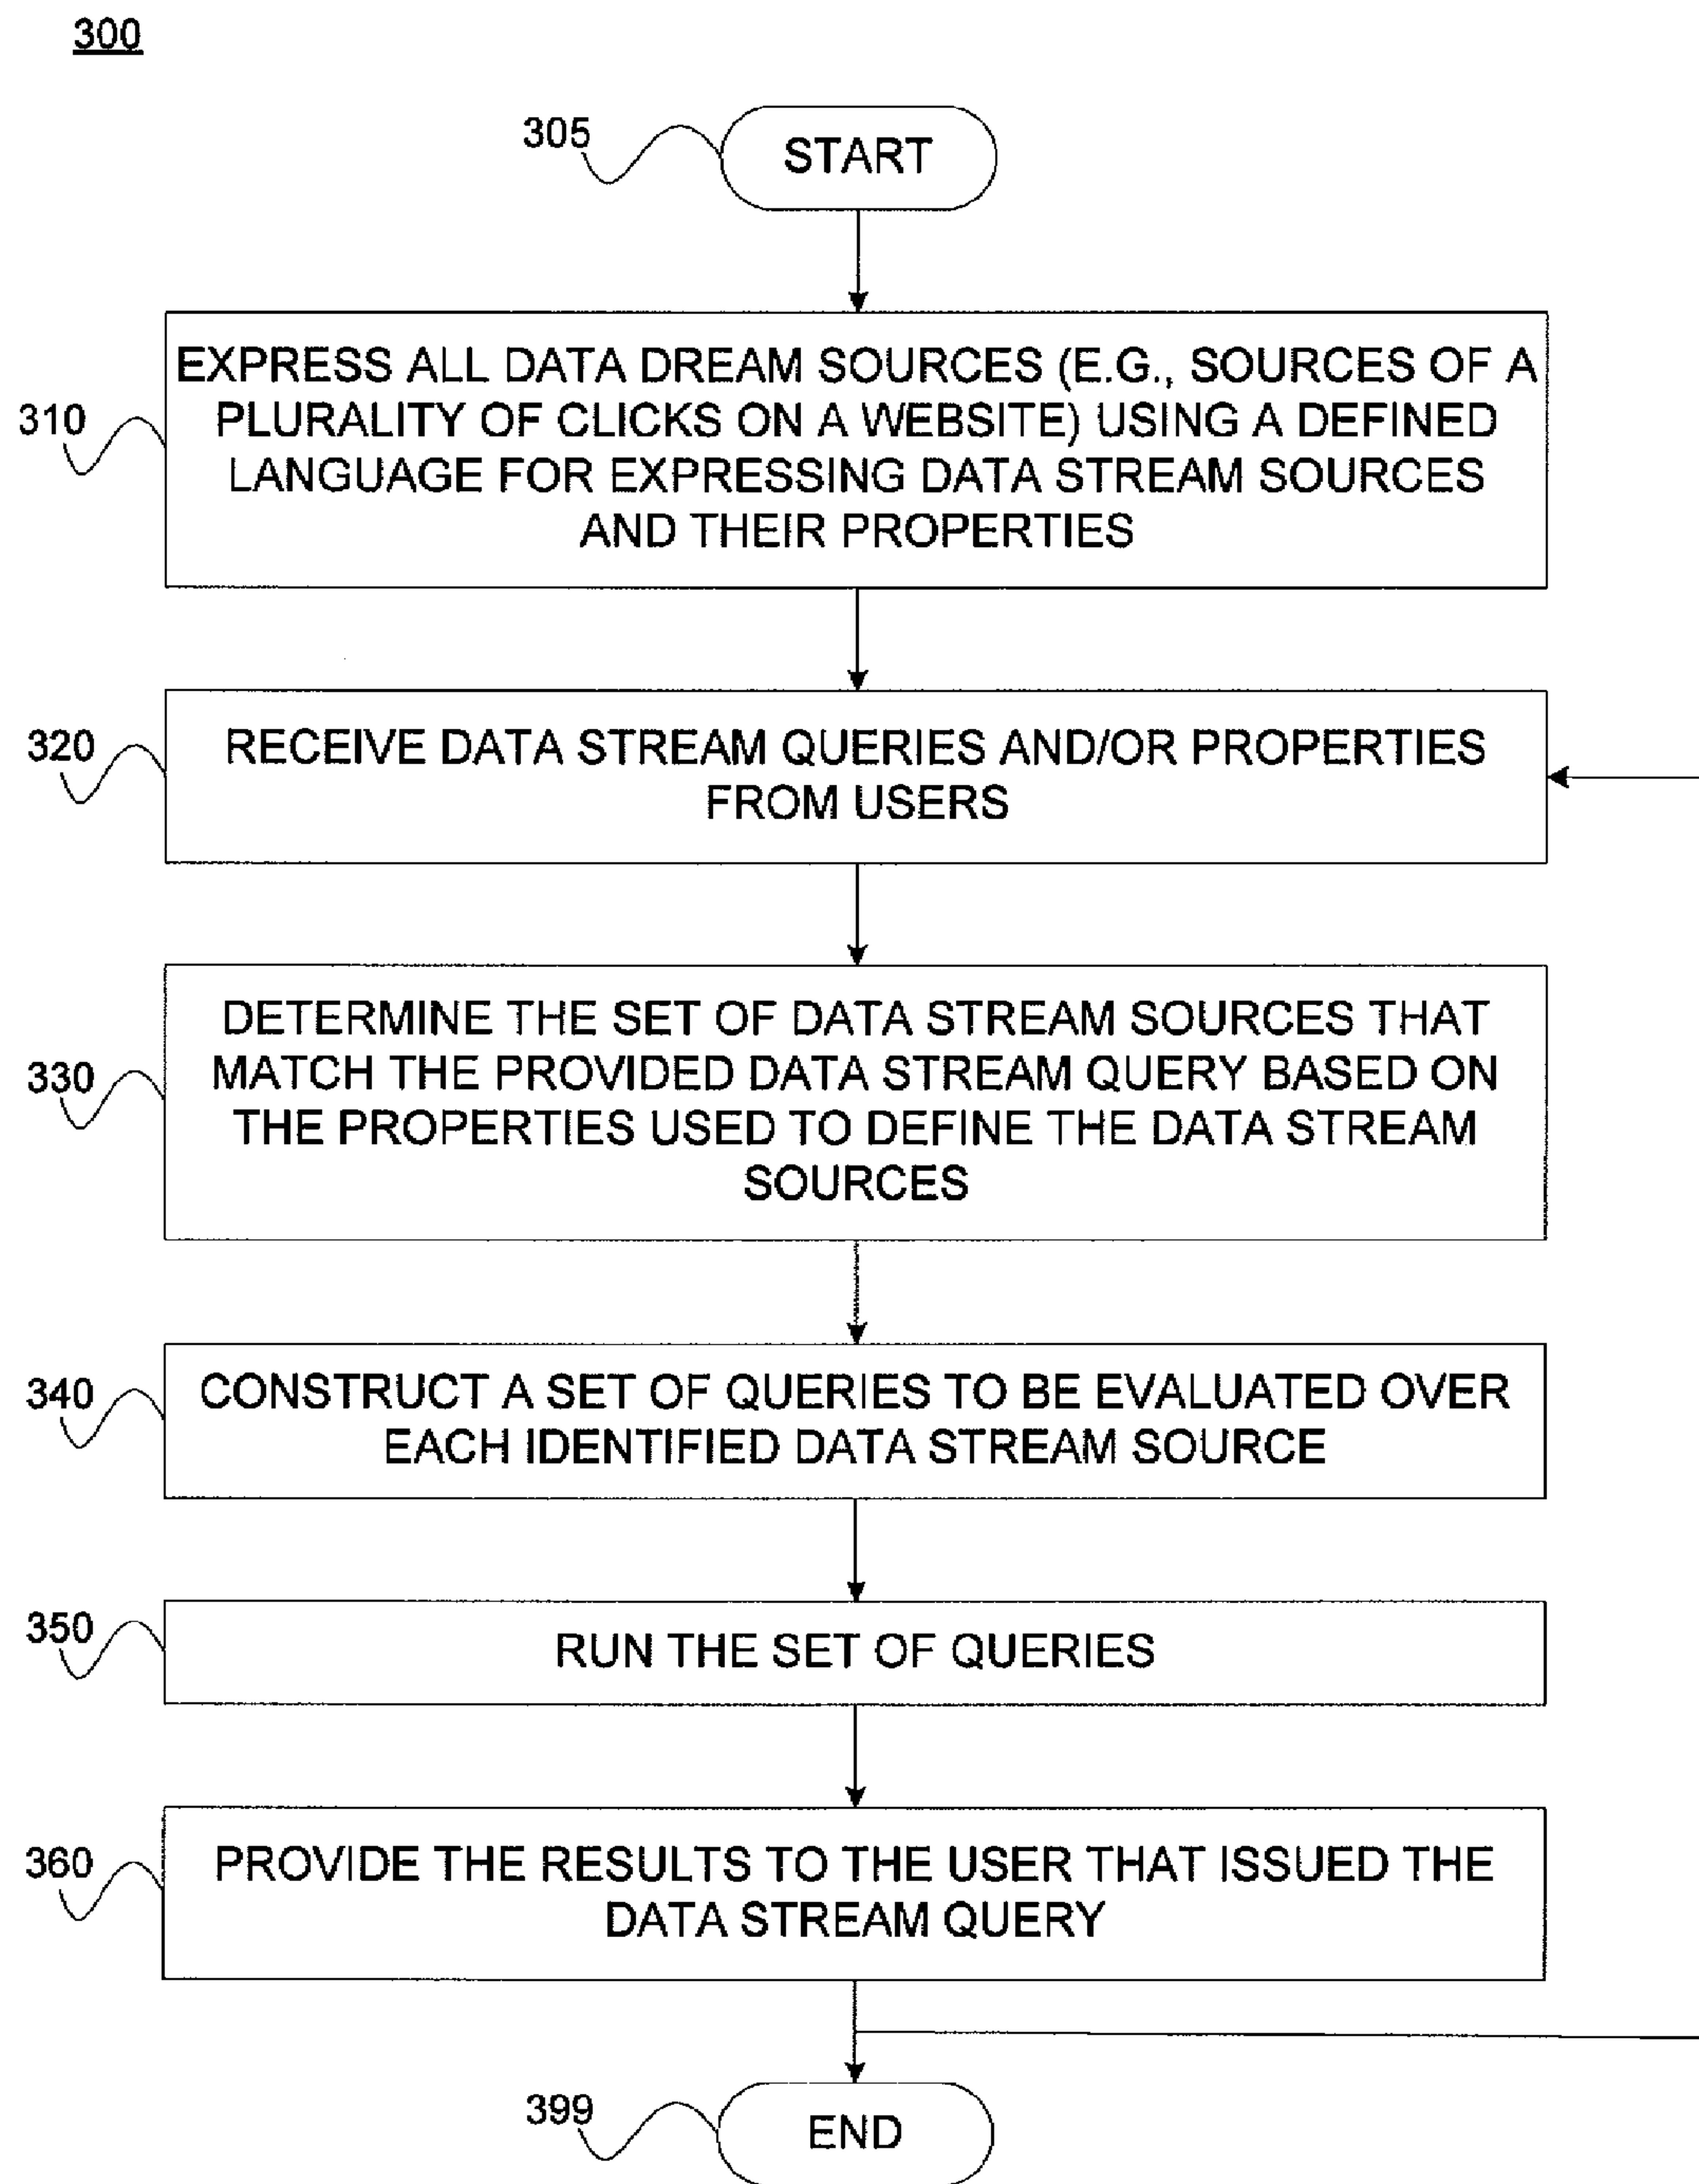 300
305
START
310
EXPRESS ALL DATA DREAM SOURCES (E.G., SOURCES OF A
PLURALITY OF CLICKS ON A WEBSITE) USING A DEFINED
LANGUAGE FOR EXPRESSING DATA STREAM SOURCES
AND THEIR PROPERTIES
320
RECEIVE DATA STREAM QUERIES AND/OR PROPERTIES
FROM USERS
330
DETERMINE THE SET OF DATA STREAM SOURCES THAT
MATCH THE PROVIDED DATA STREAM QUERY BASED ON
THE PROPERTIES USED TO DEFINE THE DATA STREAM
SOURCES
340
CONSTRUCT A SET OF QUERIES TO BE EVALUATED OVER
EACH IDENTIFIED DATA STREAM SOURCE
350
RUN THE SET OF QUERIES
360
PROVIDE THE RESULTS TO THE USER THAT ISSUED THE
DATA STREAM QUERY
399
END